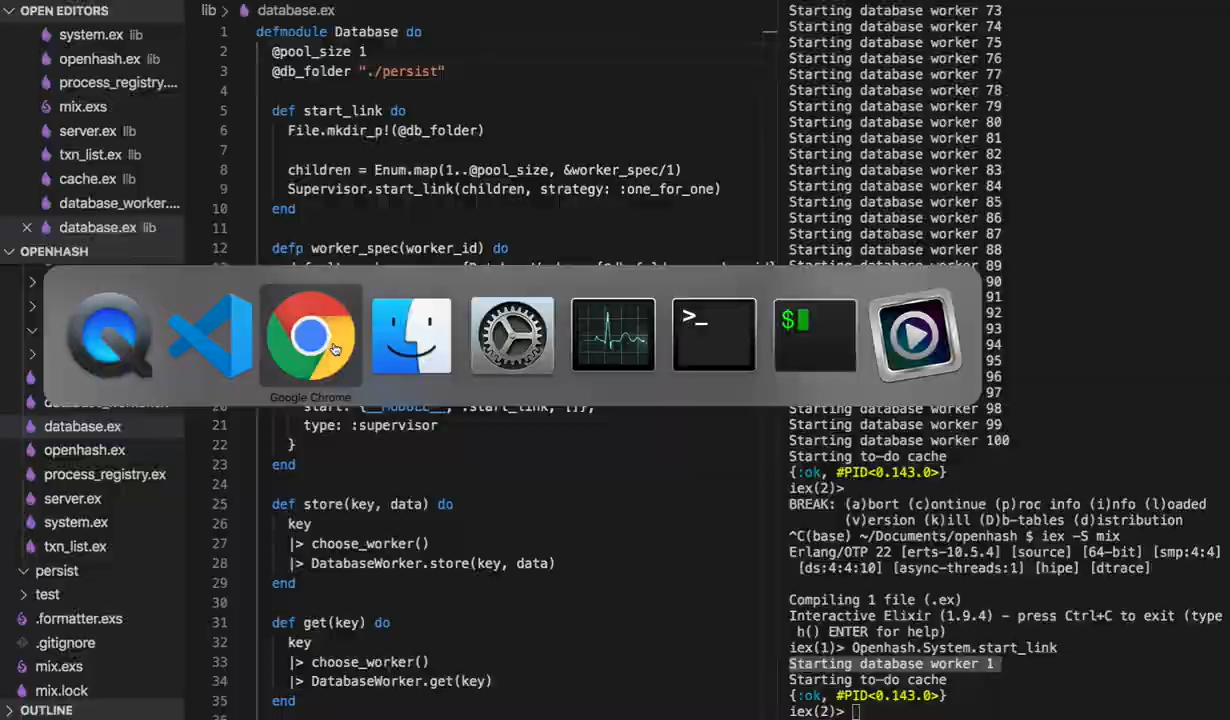 OPEN EDITORS
system.ex lib
openhash.ex lib
process_registry....
mix.exs
server.ex lib
txn_list.ex lib
cache.ex lib
database_worker....
database.ex lib
OPENHASH
database.ex
openhash.ex
process_registry.ex
server.ex
system.ex
txn_list.ex
persist
test
.formatter.exs
.gitignore
mix.exs
mix.lock
OUTLINE
lib > database.ex
1 defmodule Database do
2 @pool_size 1
3 @db_folder "./persist"
4
5 def start_link do
6 File.mkdir_p!(@db_folder)
7
8 children = Enum.map(1..@pool_size, &worker_spec/1)
9 Supervisor.start_link(children, strategy: :one_for_one)
10 end
11
12 defp worker_spec(worker_id) do
Google Chrome
21 type: :supervisor
22 }
23 end
24
25 def store(key, data) do
26 key
27 |> choose_worker()
28 |> DatabaseWorker.store(key, data)
29 end
30
31 def get(key) do
32 key
33 |> choose_worker()
34 |> DatabaseWorker.get(key)
35 end
Starting database worker 73
Starting database worker 74
Starting database worker 75
Starting database worker 76
Starting database worker 77
Starting database worker 78
Starting database worker 79
Starting database worker 80
Starting database worker 81
Starting database worker 82
Starting database worker 83
Starting database worker 84
Starting database worker 85
Starting database worker 86
Starting database worker 87
Starting database worker 88
Starting database worker 89
90
91
92
93
94
95
96
97
Starting database worker 98
Starting database worker 99
Starting database worker 100
Starting to-do cache
{:ok, #PID<0.143.0>}
iex(2)>
BREAK: (a)bort (c)ontinue (p)roc info (i)nfo (l)oaded
(v)ersion (k)ill (D)b-tables (d)istribution
^C(base) ~/Documents/openhash $ iex -S mix
Erlang/OTP 22 [erts-10.5.4] [source] [64-bit] [smp:4:4]
[ds:4:4:10] [async-threads:1] [hipe] [dtrace]
Compiling 1 file (.ex)
Interactive Elixir (1.9.4) - press Ctrl+C to exit (type
h() ENTER for help)
iex(1)> Openhash.System.start_link
Starting database worker 1
Starting to-do cache
{:ok, #PID<0.143.0>}
iex(2)>